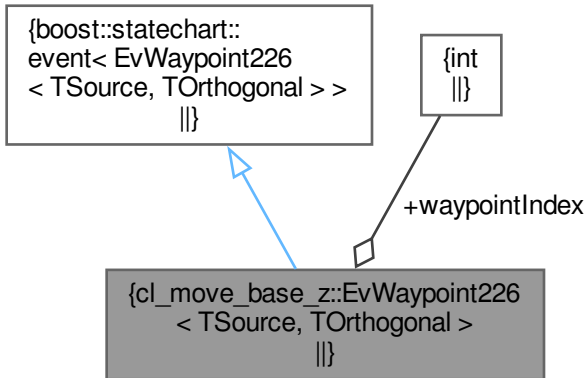 {boost::statechart::
event< EvWaypoint226
< TSource, TOrthogonal > >
||}
{int
||}
+waypointIndex
{cl_move_base_z::EvWaypoint226
< TSource, TOrthogonal >
||}